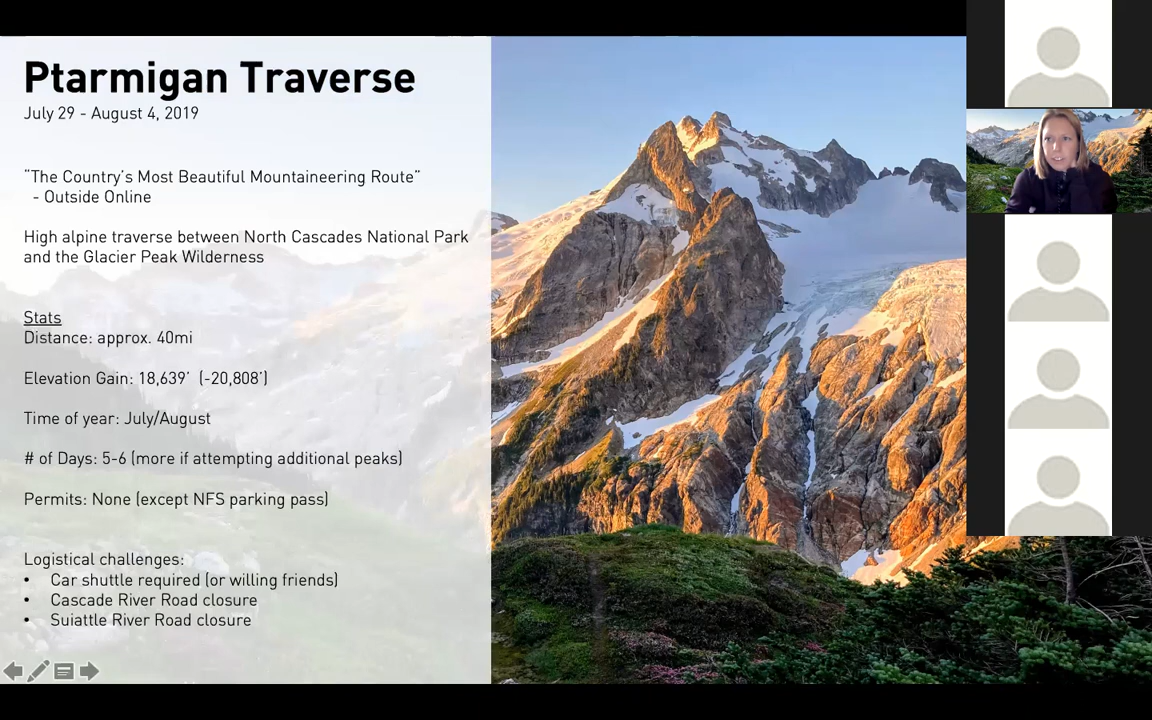 Ptarmigan Traverse
July 29 - August 4, 2019
"The Country's Most Beautiful Mountaineering Route"
- Outside Online
High alpine traverse between North Cascades National Park
and the Glacier Peak Wilderness
Stats
Distance: approx. 40mi
Elevation Gain: 18,639' (-20,808')
Time of year: July/August
# of Days: 5-6 (more if attempting additional peaks)
Permits: None (except NFS parking pass)
Logistical challenges:
• Car shuttle required (or willing friends)
• Cascade River Road closure
• Suiattle River Road closure